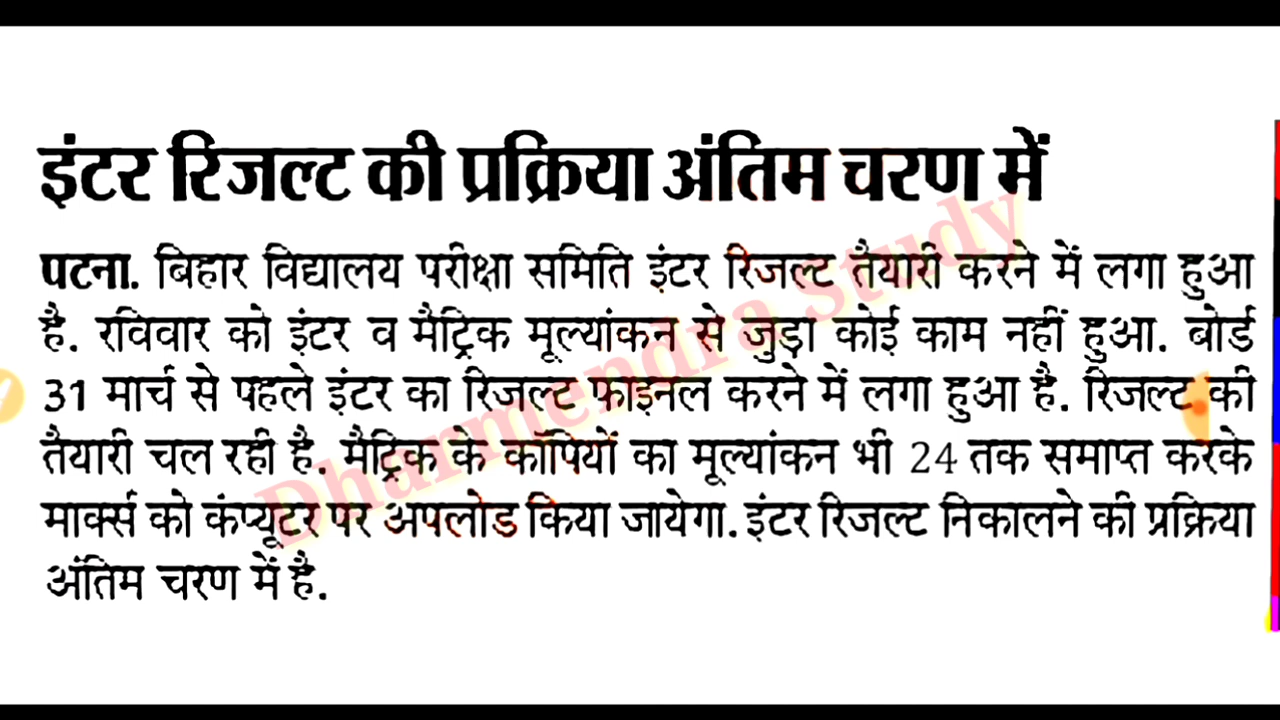 इंटर रिजल्ट की प्रक्रिया अंतिम चरण में
पटना. बिहार विद्यालय परीक्षा समिति इंटर रिजल्ट तैयारी करने में लगा हुआ
है. रविवार को इंटर व मैट्रिक मूल्यांकन से जुड़ा कोई काम नहीं हुआ. बोर्ड
31 मार्च से पहले इंटर का रिजल्ट फाइनल करने में लगा हुआ है. रिजल्ट की
तैयारी चल रही है. मैट्रिक के कॉपियों का मूल्यांकन भी 24 तक समाप्त करके
मार्क्स को कंप्यूटर पर अपलोड किया जायेगा. इंटर रिजल्ट निकालने की प्रक्रिया
अंतिम चरण में है.
Dharmendra Study